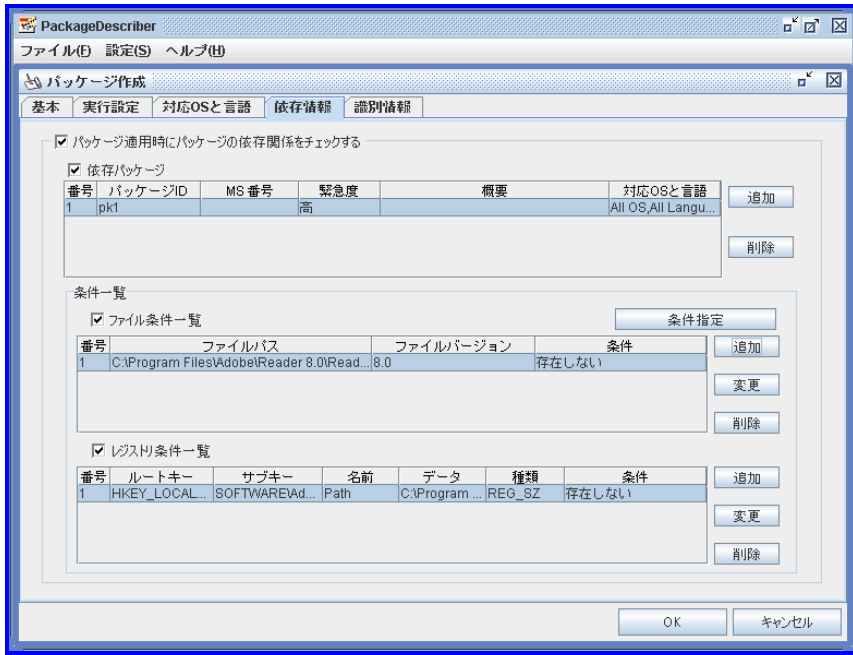 PackageDescriber
ファイル(F) 設定(S) ヘルプ(H)
パッケージ作成
基本 実行設定 対応OSと言語 依存情報 識別情報
パッケージ適用時にパッケージの依存関係をチェックする
依存パッケージ
番号 パッケージID MS 番号 緊急度 概要 対応OSと言語 追加
1 pk1 高 All OS,All Langu...
削除
条件一覧
ファイル条件一覧 条件指定
番号 ファイルパス ファイルバージョン 条件 追加
1 C:\Program Files\Adobe\Reader 8.0\Read... 8.0 存在しない
変更
削除
レジストリ条件一覧
番号 ルートキー サブキー 名前 データ 種類 条件 追加
1 HKEY_LOCAL... SOFTWARE\Ad... Path C:\Program ... REG_SZ 存在しない
変更
削除
OK キャンセル